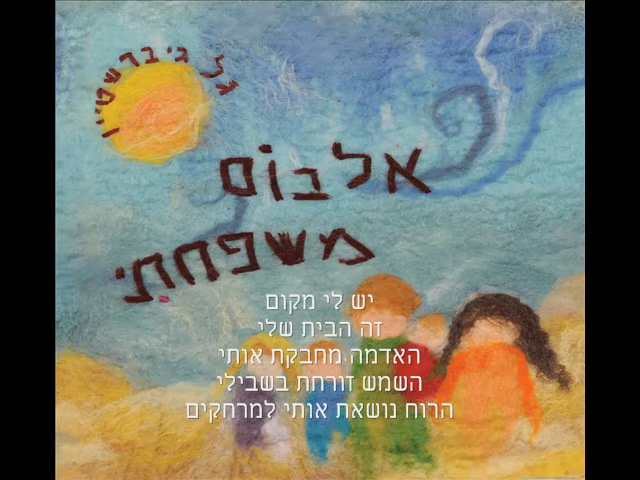 גל גיברשטיין
אלבום
משפחתי
יש לי מקום
זה הבית שלי
האדמה מחבקת אותי
השמש זורחת בשבילי
הרוח נושאת אותי למרחקים